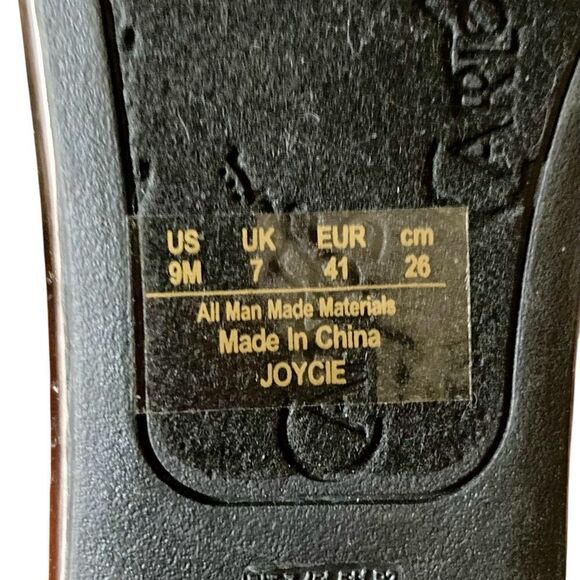 US UK EUR cm
9M 7 41 26
All Man Made Materials
Made In China
JOYCIE